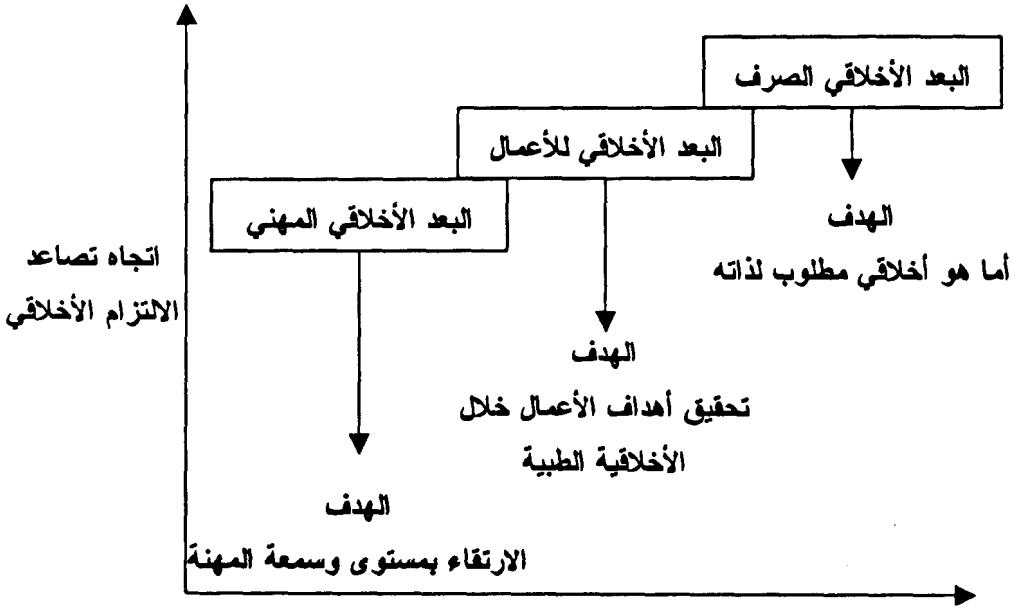 البعد الأخلاقي الصرف
البعد الأخلاقي للأعمال
البعد الأخلاقي المهني
الهدف
أما هو أخلاقي مطلوب لذاته
اتجاه تصاعد
الالتزام الأخلاقي
الهدف
تحقيق أهداف الأعمال خلال
الأخلاقية الطبية
الهدف
الارتقاء بمستوى وسمعة المهنة